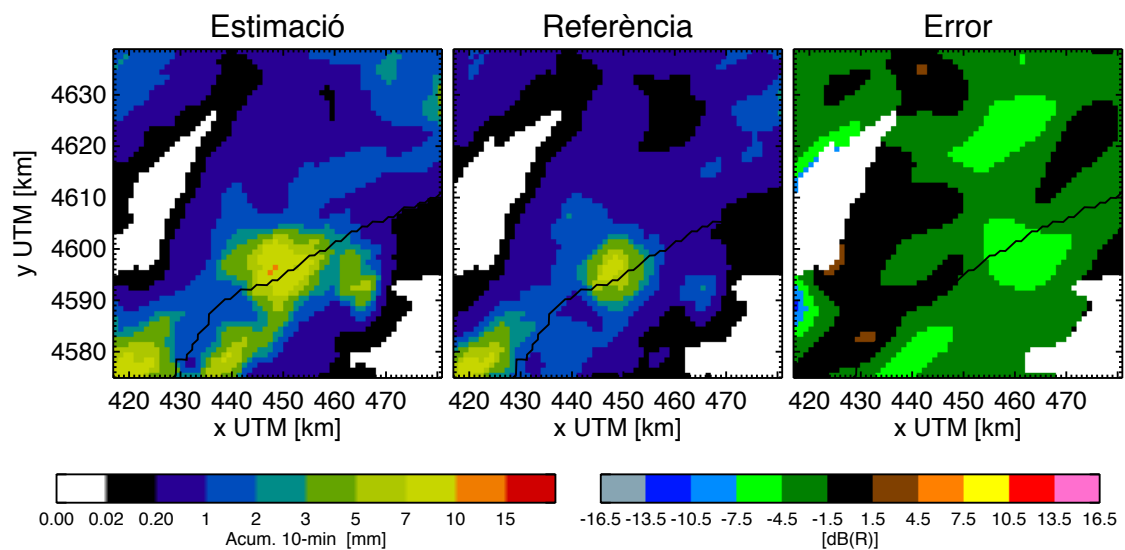 Estimació Referència Error
4630
4620
4610
4600
4590
4580
y UTM [km]
420 430 440 450 460 470 420 430 440 450 460 470 420 430 440 450 460 470
x UTM [km] x UTM [km] x UTM [km]
0.00 0.02 0.20 1 2 3 5 7 10 15 -16.5 -13.5 -10.5 -7.5 -4.5 -1.5 1.5 4.5 7.5 10.5 13.5 16.5
Acum. 10-min [mm] [dB(R)]